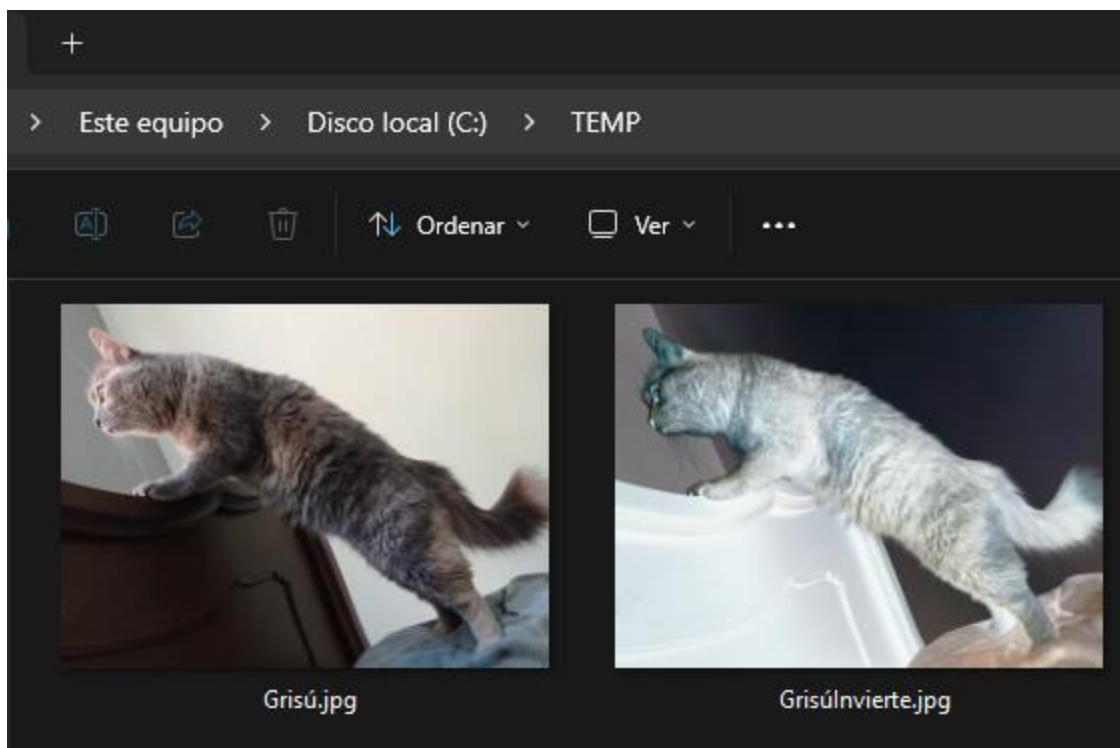 Este equipo > Disco local (C:) > TEMP
Ordenar Ver
Grisú.jpg GrisúInvierte.jpg